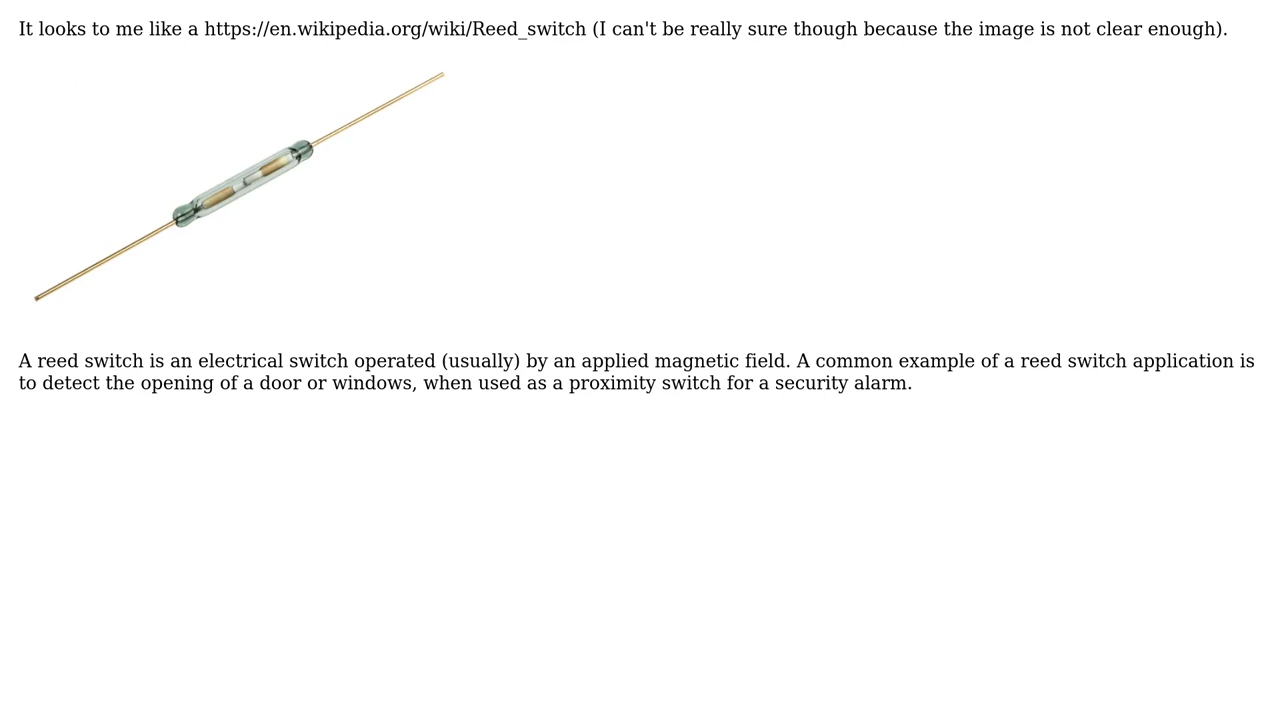 It looks to me like a https://en.wikipedia.org/wiki/Reed_switch (I can't be really sure though because the image is not clear enough).
A reed switch is an electrical switch operated (usually) by an applied magnetic field. A common example of a reed switch application is
to detect the opening of a door or windows, when used as a proximity switch for a security alarm.